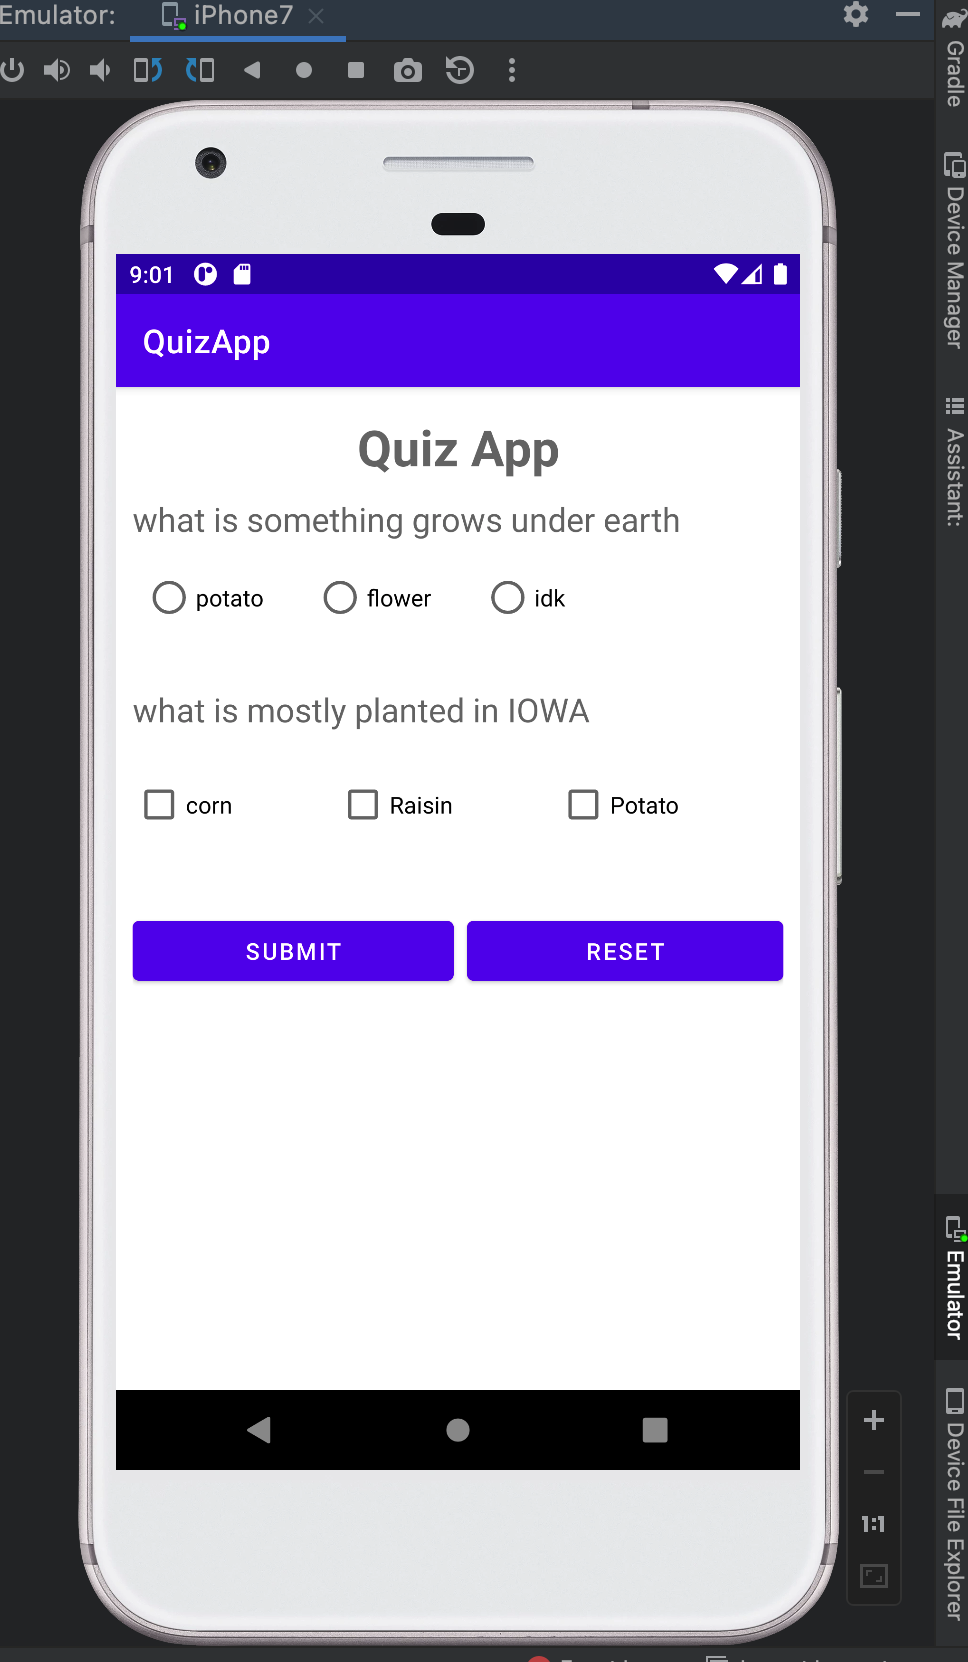 Emulator: iPhone7
9:01
QuizApp
Quiz App
what is something grows under earth
potato flower idk
what is mostly planted in IOWA
corn Raisin Potato
SUBMIT RESET
1:1
Gradle
Device Manager
Assistant:
Emulator
Device File Explorer